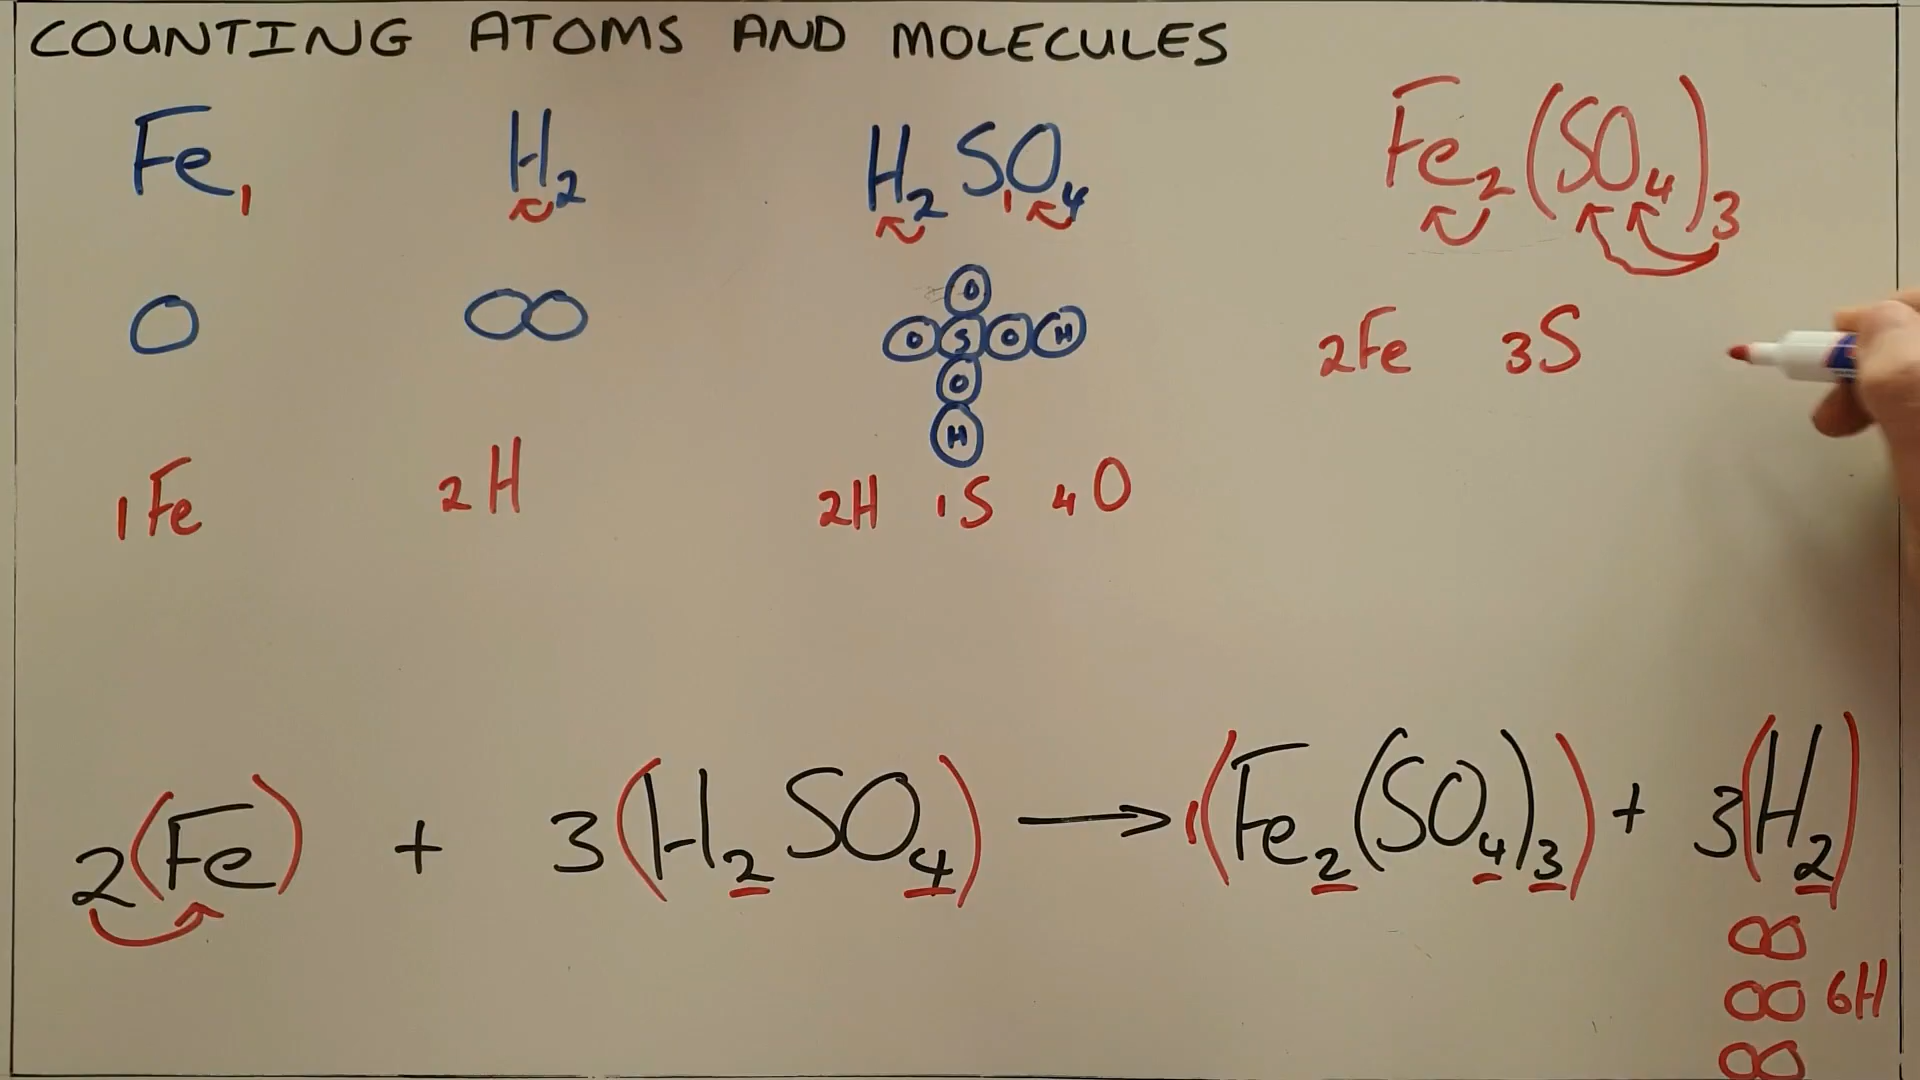 COUNTING ATOMS AND MOLECULES
Fe₁ H₂ H₂S₁O₄ Fe₂(SO₄)₃
O
O S O H
O
H
2Fe 3S
1Fe 2H 2H 1S 4O
2(Fe) + 3(H₂SO₄) → 1(Fe₂(SO₄)₃) + 3(H₂)
6H